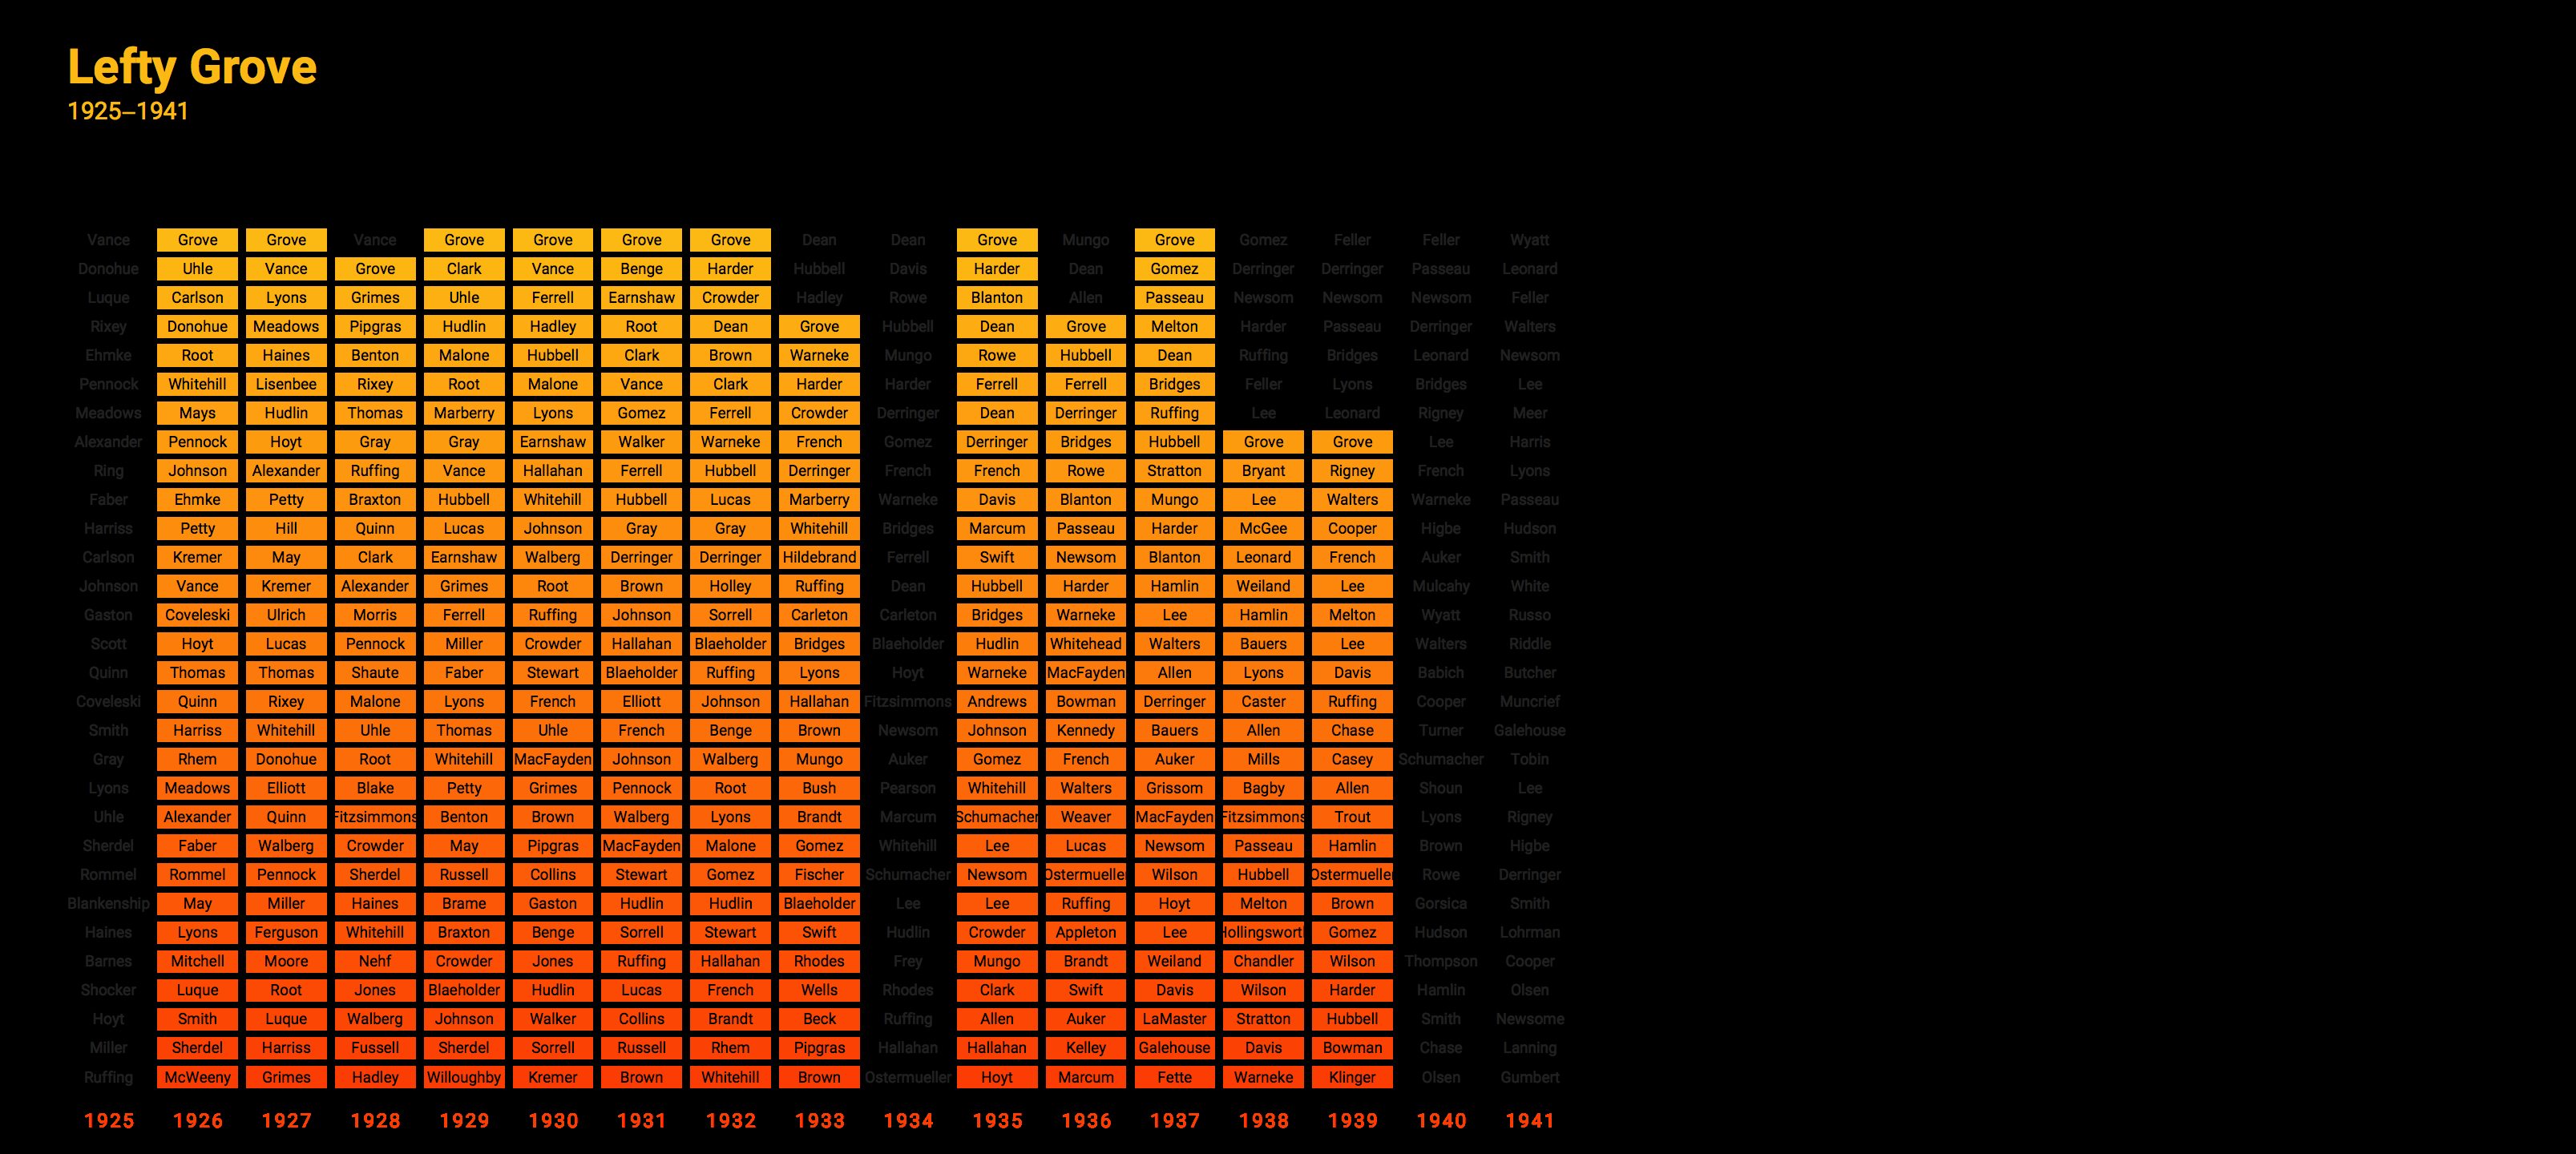 Lefty Grove
1925–1941
Vance Grove Grove Vance Grove Grove Grove Grove Dean Dean Grove Mungo Grove Gomez Feller Feller Wyatt
Donohue Uhle Vance Grove Clark Vance Benge Harder Hubbell Davis Harder Dean Gomez Derringer Derringer Passeau Leonard
Luque Carlson Lyons Grimes Uhle Ferrell Earnshaw Crowder Hadley Rowe Blanton Allen Passeau Newsom Newsom Newsom Feller
Rixey Donohue Meadows Pipgras Hudlin Hadley Root Dean Grove Hubbell Dean Grove Melton Harder Passeau Derringer Walters
Ehmke Root Haines Benton Malone Hubbell Clark Brown Warneke Mungo Rowe Hubbell Dean Ruffing Bridges Leonard Newsom
Pennock Whitehill Lisenbee Rixey Root Malone Vance Clark Harder Harder Ferrell Ferrell Bridges Feller Lyons Bridges Lee
Meadows Mays Hudlin Thomas Marberry Lyons Gomez Ferrell Crowder Derringer Dean Derringer Ruffing Lee Leonard Rigney Meer
Alexander Pennock Hoyt Gray Gray Earnshaw Walker Warneke French Gomez Derringer Bridges Hubbell Grove Grove Lee Harris
Ring Johnson Alexander Ruffing Vance Hallahan Ferrell Hubbell Derringer French French Rowe Stratton Bryant Rigney French Lyons
Faber Ehmke Petty Braxton Hubbell Whitehill Hubbell Lucas Marberry Warneke Davis Blanton Mungo Lee Walters Warneke Passeau
Harriss Petty Hill Quinn Lucas Johnson Gray Gray Whitehill Bridges Marcum Passeau Harder McGee Cooper Higbe Hudson
Carlson Kremer May Clark Earnshaw Walberg Derringer Derringer Hildebrand Ferrell Swift Newsom Blanton Leonard French Auker Smith
Johnson Vance Kremer Alexander Grimes Root Brown Holley Ruffing Dean Hubbell Harder Hamlin Weiland Lee Mulcahy White
Gaston Coveleski Ulrich Morris Ferrell Ruffing Johnson Sorrell Carleton Carleton Bridges Warneke Lee Hamlin Melton Wyatt Russo
Scott Hoyt Lucas Pennock Miller Crowder Hallahan Blaeholder Bridges Blaeholder Hudlin Whitehead Walters Bauers Lee Walters Riddle
Quinn Thomas Thomas Shaute Faber Stewart Blaeholder Ruffing Lyons Hoyt Warneke MacFayden Allen Lyons Davis Babich Butcher
Coveleski Quinn Rixey Malone Lyons French Elliott Johnson Hallahan Fitzsimmons Andrews Bowman Derringer Caster Ruffing Cooper Muncrief
Smith Harriss Whitehill Uhle Thomas Uhle French Benge Brown Newsom Johnson Kennedy Bauers Allen Chase Turner Galehouse
Gray Rhem Donohue Root Whitehill MacFayden Johnson Walberg Mungo Auker Gomez French Auker Mills Casey Schumacher Tobin
Lyons Meadows Elliott Blake Petty Grimes Pennock Root Bush Pearson Whitehill Walters Grissom Bagby Allen Shoun Lee
Uhle Alexander Quinn Fitzsimmons Benton Brown Walberg Lyons Brandt Marcum Schumacher Weaver MacFayden Fitzsimmons Trout Lyons Rigney
Sherdel Faber Walberg Crowder May Pipgras MacFayden Malone Gomez Whitehill Lee Lucas Newsom Passeau Hamlin Brown Higbe
Rommel Rommel Pennock Sherdel Russell Collins Stewart Gomez Fischer Schumacher Newsom Ostermueller Wilson Hubbell Ostermueller Rowe Derringer
Blankenship May Miller Haines Brame Gaston Hudlin Hudlin Blaeholder Lee Lee Ruffing Hoyt Melton Brown Gorsica Smith
Haines Lyons Ferguson Whitehill Braxton Benge Sorrell Stewart Swift Hudlin Crowder Appleton Lee Hollingsworth Gomez Hudson Lohrman
Barnes Mitchell Moore Nehf Crowder Jones Ruffing Hallahan Rhodes Frey Mungo Brandt Weiland Chandler Wilson Thompson Cooper
Shocker Luque Root Jones Blaeholder Hudlin Lucas French Wells Rhodes Clark Swift Davis Wilson Harder Hamlin Olsen
Hoyt Smith Luque Walberg Johnson Walker Collins Brandt Beck Ruffing Allen Auker LaMaster Stratton Hubbell Smith Newsome
Miller Sherdel Harriss Fussell Sherdel Sorrell Russell Rhem Pipgras Hallahan Hallahan Kelley Galehouse Davis Bowman Chase Lanning
Ruffing McWeeny Grimes Hadley Willoughby Kremer Brown Whitehill Brown Ostermueller Hoyt Marcum Fette Warneke Klinger Olsen Gumbert
1925 1926 1927 1928 1929 1930 1931 1932 1933 1934 1935 1936 1937 1938 1939 1940 1941